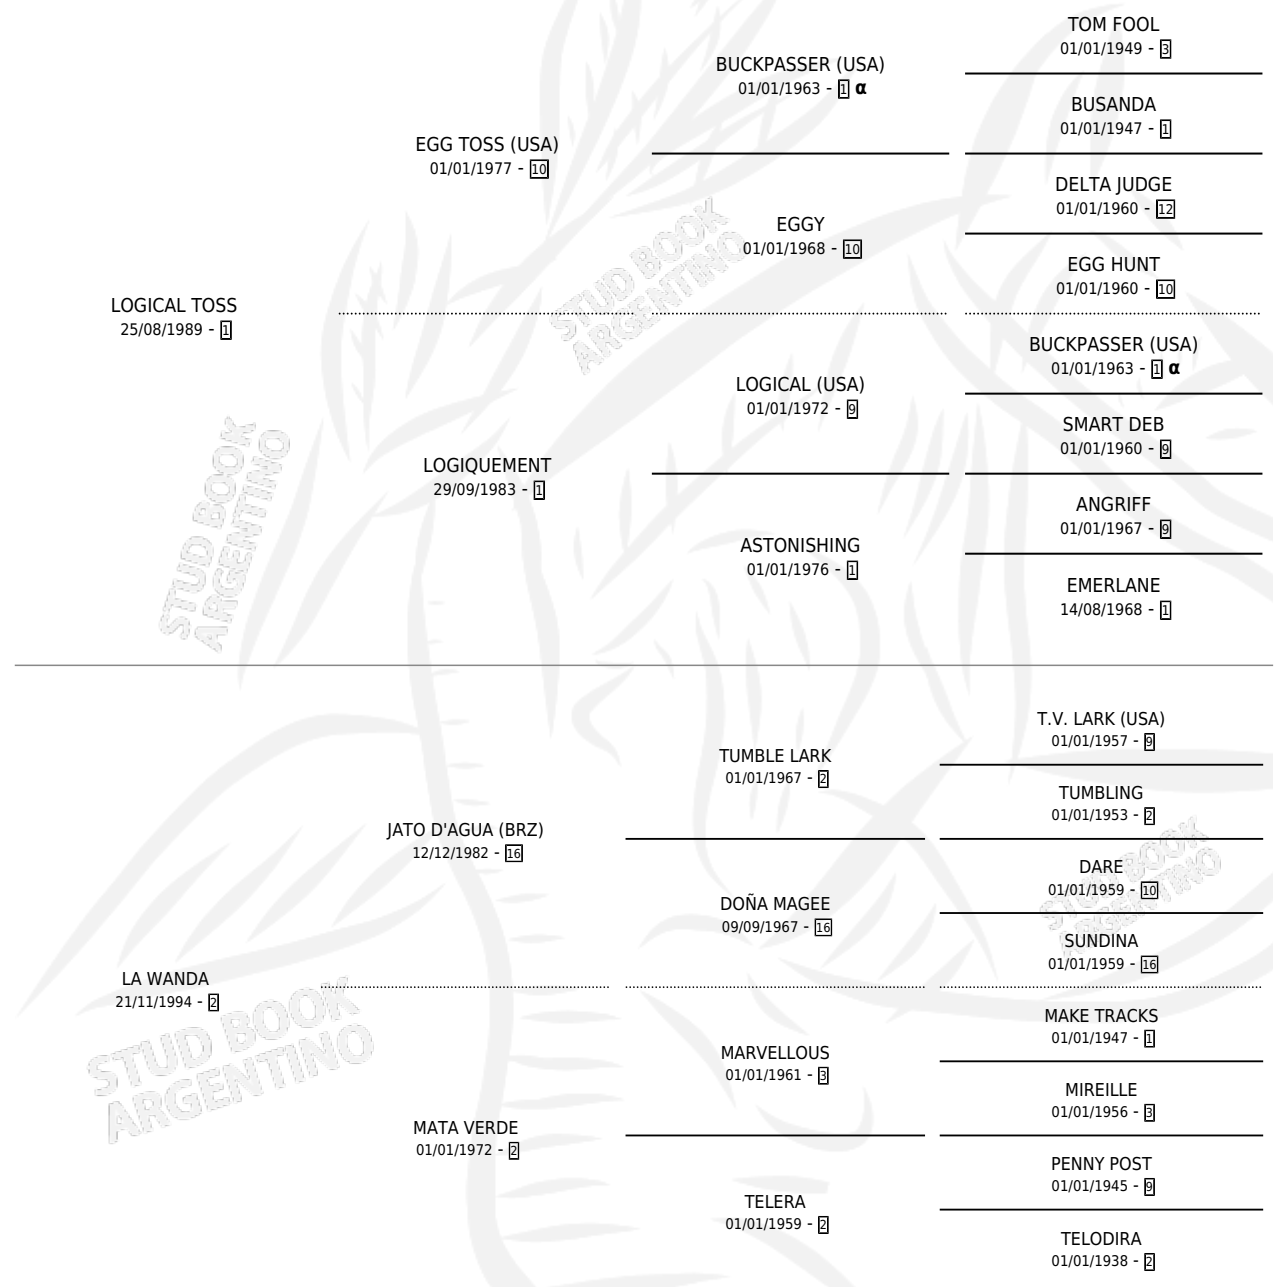 TOM FOOL
01/01/1949 - 3
BUCKPASSER (USA)
01/01/1963 - 1 α
BUSANDA
01/01/1947 - 1
EGG TOSS (USA)
01/01/1977 - 10
DELTA JUDGE
01/01/1960 - 12
EGGY
01/01/1968 - 10
EGG HUNT
01/01/1960 - 10
LOGICAL TOSS
25/08/1989 - 1
BUCKPASSER (USA)
01/01/1963 - 1 α
LOGICAL (USA)
01/01/1972 - 9
SMART DEB
01/01/1960 - 9
LOGIQUEMENT
29/09/1983 - 1
ANGRIFF
01/01/1967 - 9
ASTONISHING
01/01/1976 - 1
EMERLANE
14/08/1968 - 1
T.V. LARK (USA)
01/01/1957 - 9
TUMBLE LARK
01/01/1967 - 2
TUMBLING
01/01/1953 - 2
JATO D'AGUA (BRZ)
12/12/1982 - 16
DARE
01/01/1959 - 10
DOÑA MAGEE
09/09/1967 - 16
SUNDINA
01/01/1959 - 16
LA WANDA
21/11/1994 - 2
MAKE TRACKS
01/01/1947 - 1
MARVELLOUS
01/01/1961 - 3
MIREILLE
01/01/1956 - 3
MATA VERDE
01/01/1972 - 2
PENNY POST
01/01/1945 - 9
TELERA
01/01/1959 - 2
TELODIRA
01/01/1938 - 2
STUD BOOK
ARGENTINO
STUD BOOK
ARGENTINO
STUD BOOK
ARGENTINO
STUD BOOK
ARGENTINO